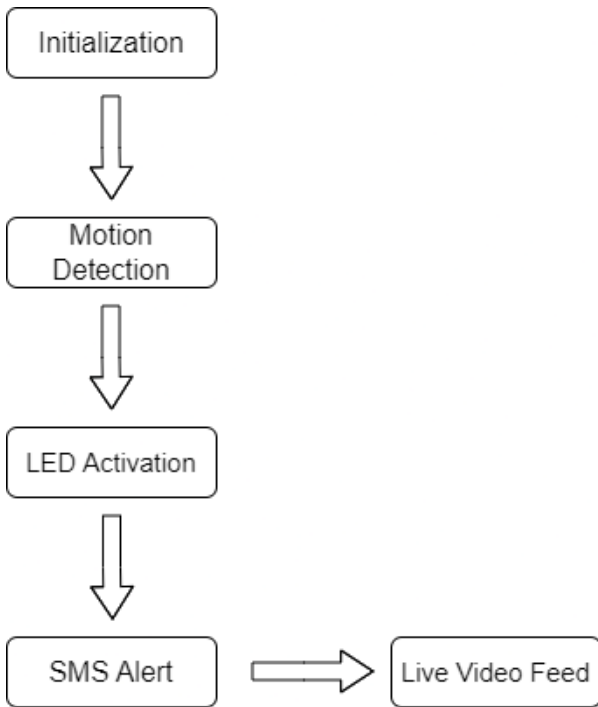 Initialization
Motion
Detection
LED Activation
SMS Alert
Live Video Feed